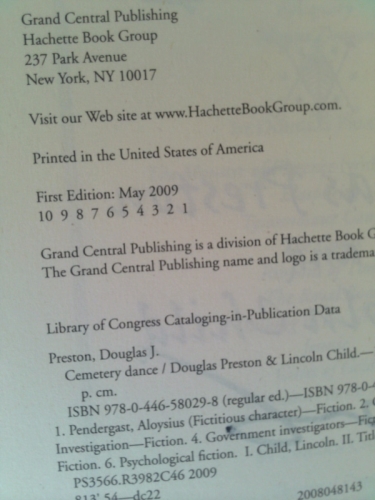 Grand Central Publishing
Hachette Book Group
237 Park Avenue
New York, NY 10017
Visit our Web site at www.HachetteBookGroup.com.
Printed in the United States of America
First Edition: May 2009
10 9 8 7 6 5 4 3 2 1
Grand Central Publishing is a division of Hachette Book G
The Grand Central Publishing name and logo is a tradema
Library of Congress Cataloging-in-Publication Data
Preston, Douglas J.
Cemetery dance / Douglas Preston & Lincoln Child.—
p. cm.
ISBN 978-0-446-58029-8 (regular ed.)—ISBN 978-0-
1. Pendergast, Aloysius (Fictitious character)—Fiction. 2.
Investigation—Fiction. 4. Government investigators—Fic
Fiction. 6. Psychological fiction. I. Child, Lincoln. II. Titl
PS3566.R3982C46 2009
813'.54—dc22 2008048143